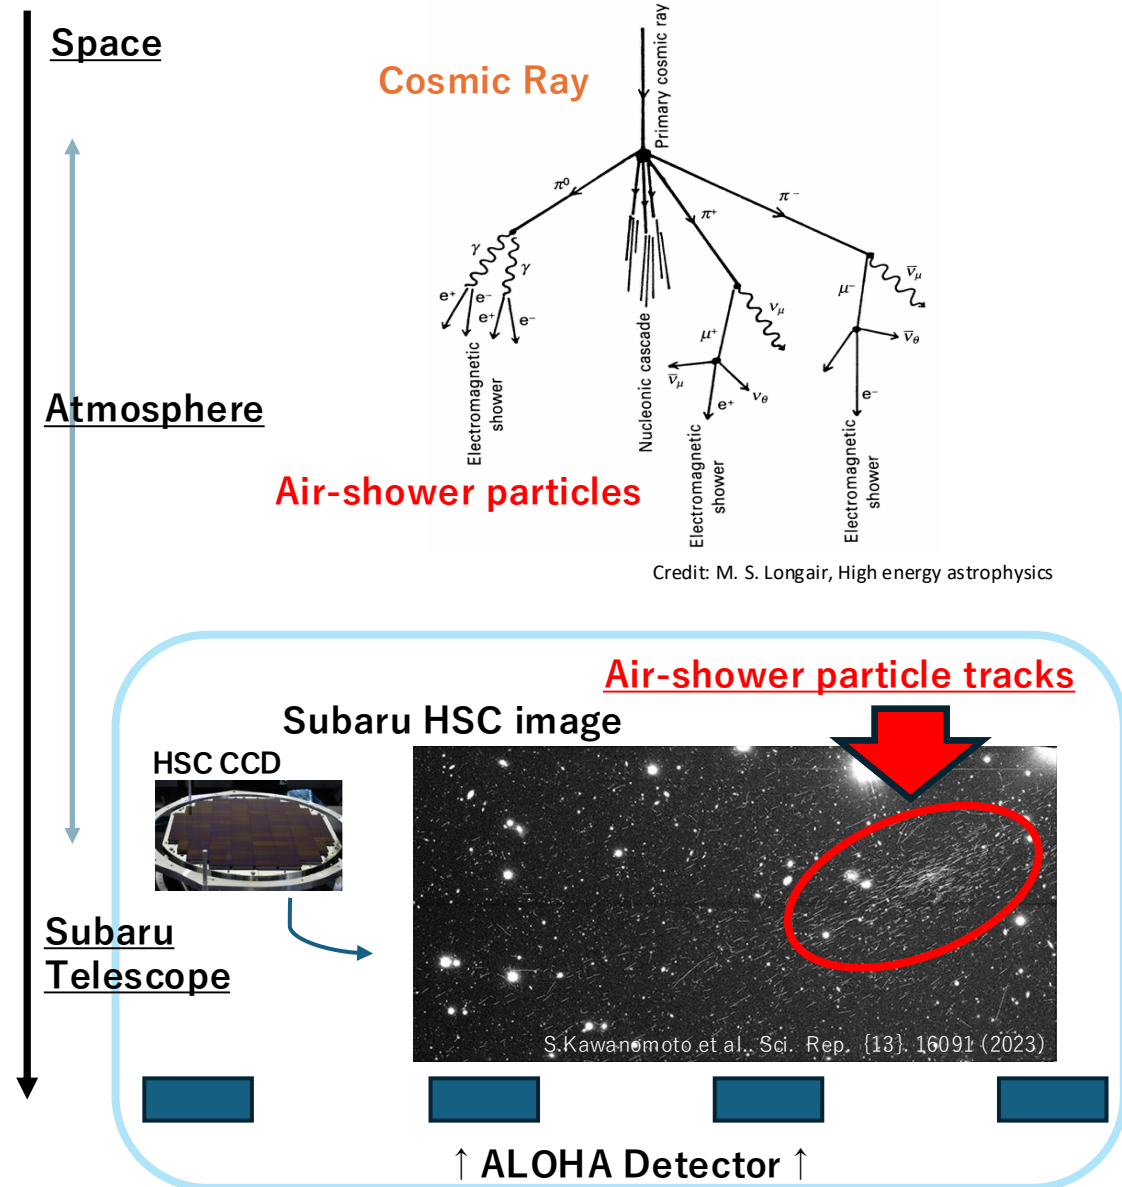 Space
Cosmic Ray
Primary cosmic ray
π⁰
π⁺
π⁻
γ
γ
e⁺
e⁻
e⁺
e⁻
ν̅μ
μ⁻
νμ
μ⁺
ν̅θ
ν̅μ
e⁺
νθ
e⁻
Electromagnetic
shower
Nucleonic cascade
Electromagnetic
shower
Electromagnetic
shower
Atmosphere
Air-shower particles
Credit: M. S. Longair, High energy astrophysics
Air-shower particle tracks
Subaru HSC image
HSC CCD
Subaru
Telescope
S.Kawanomoto et al.. Sci. Rep. {13}. 16091 (2023)
↑ ALOHA Detector ↑